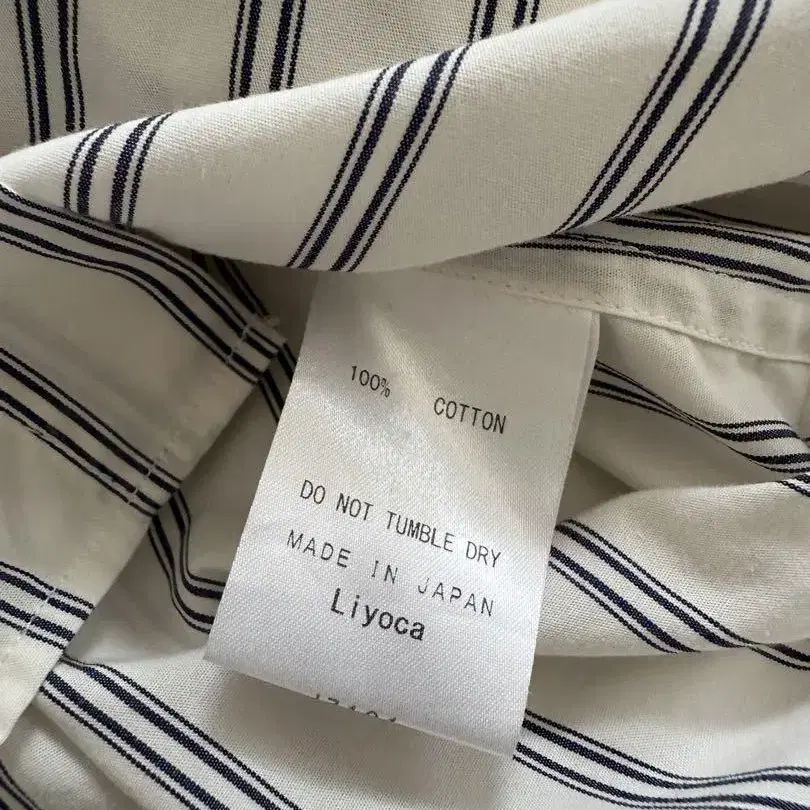 100% COTTON
DO NOT TUMBLE DRY
MADE IN JAPAN
Liyoca